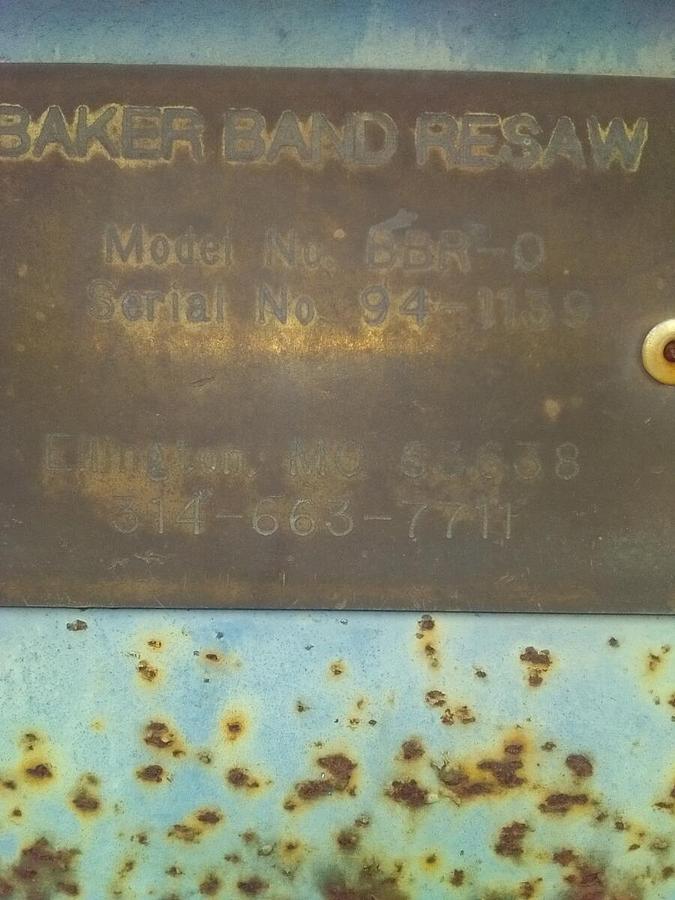 BAKER BAND RESAW
Model No. BBR-0
Serial No. 94-1139
Ellington, MO 63638
314-663-7711